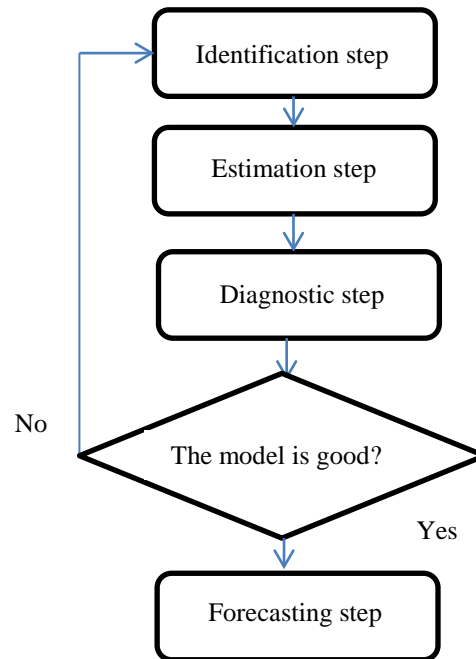 Identification step
Estimation step
Diagnostic step
No
The model is good?
Yes
Forecasting step